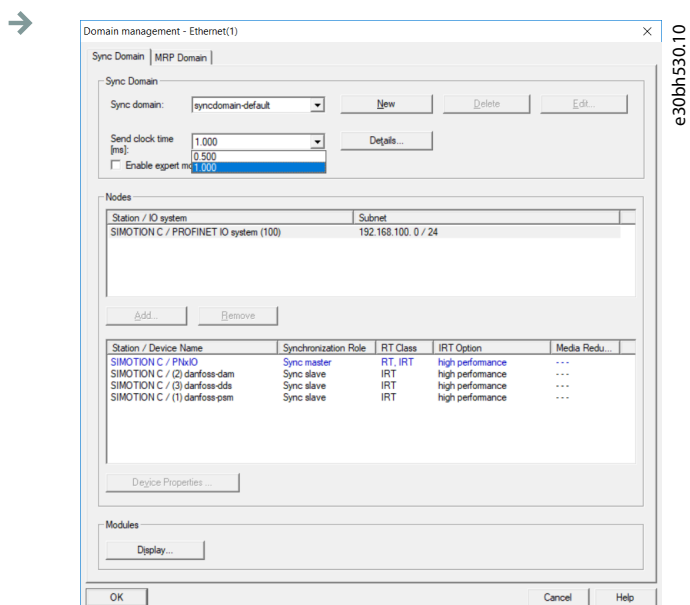 Domain management - Ethernet(1)
Sync Domain MRP Domain
Sync Domain
Sync domain: syncdomain-default New Delete Edit...
Send clock time [ms]: 1.000 Details...
0.500
Enable expert mo 1.000
Nodes
Station / IO system Subnet
SIMOTION C / PROFINET IO system (100) 192.168.100. 0 / 24
Add... Remove
Station / Device Name Synchronization Role RT Class IRT Option Media Redu...
SIMOTION C / PNxIO Sync master RT, IRT high performance ---
SIMOTION C / (2) danfoss-dam Sync slave IRT high performance ---
SIMOTION C / (3) danfoss-dds Sync slave IRT high performance ---
SIMOTION C / (1) danfoss-psm Sync slave IRT high performance ---
Device Properties ...
Modules
Display...
OK Cancel Help
e30bh530.10